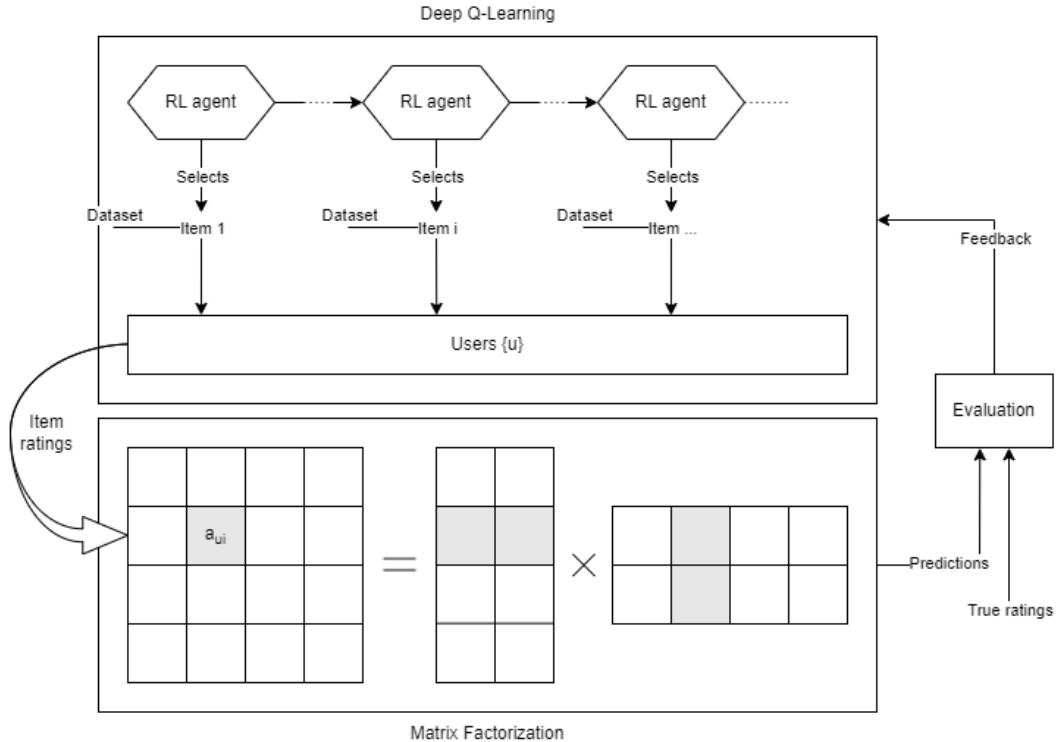 Deep Q-Learning
RL agent
RL agent
RL agent
Selects
Selects
Selects
Dataset
Item 1
Dataset
Item i
Dataset
Item ...
Feedback
Users {u}
Evaluation
Item
ratings
a_ui
=
×
Predictions
True ratings
Matrix Factorization